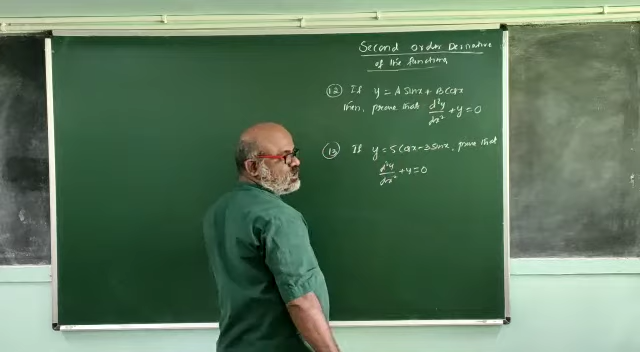 Second order Derivative
of the functions
(12) If y = A Sinx + B Cosx
then, prove that d²y/dx² + y = 0
(13) If y = 5 Cosx - 3 Sinx, prove that
d²y/dx² + y = 0